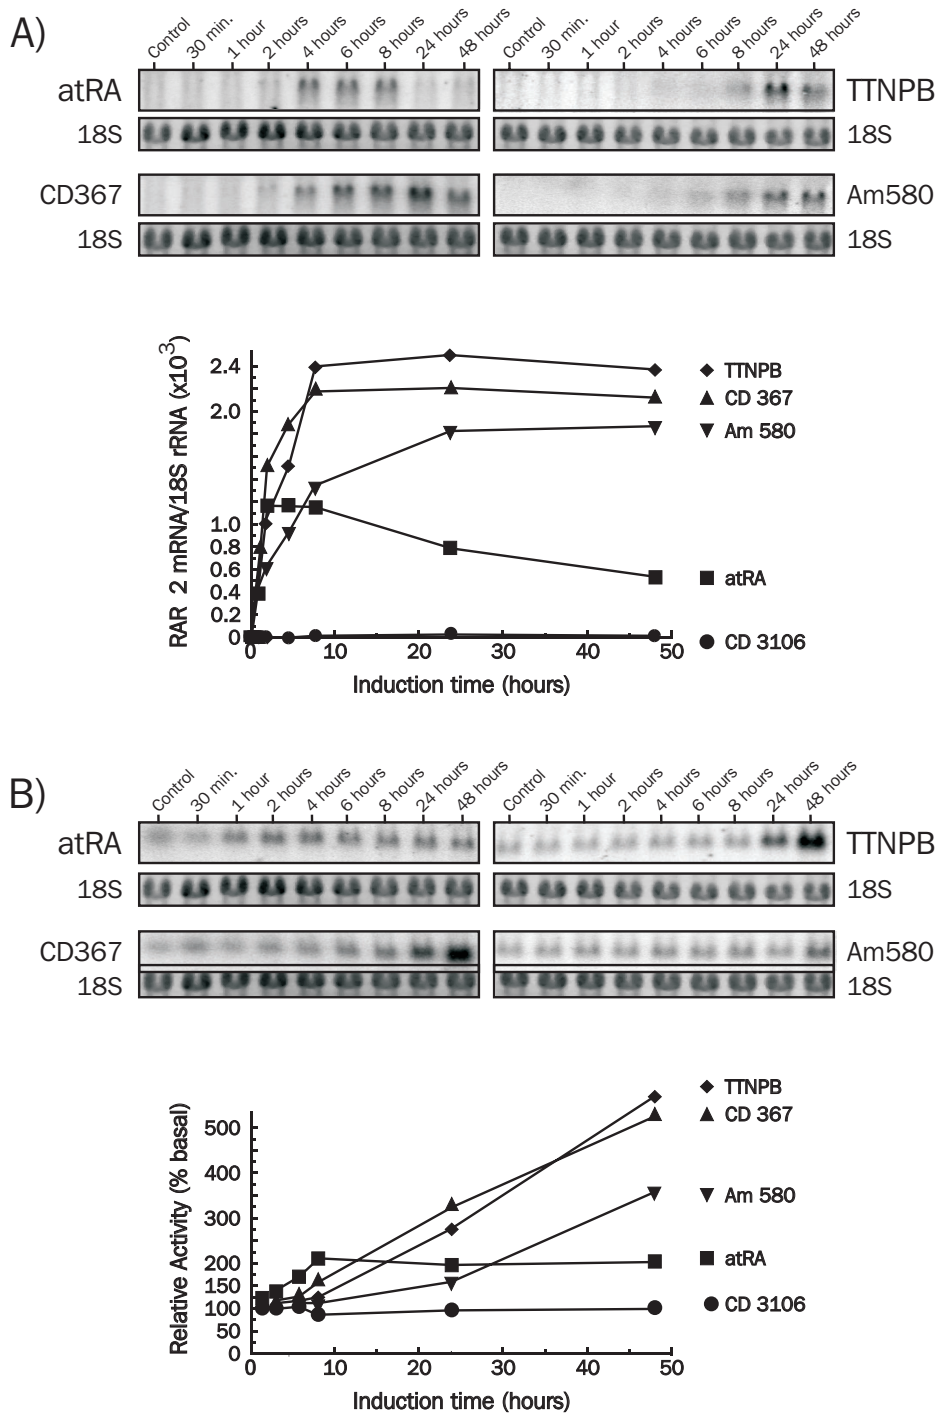 A)
Control 30 min. 1 hour 2 hours 4 hours 6 hours 8 hours 24 hours 48 hours Control 30 min. 1 hour 2 hours 4 hours 6 hours 8 hours 24 hours 48 hours
atRA TTNPB
18S 18S
CD367 Am580
18S 18S
RAR 2 mRNA/18S rRNA (x10³)
2.4
2.0
1.0
0.8
0.6
0.4
0.2
0
TTNPB
CD 367
Am 580
atRA
CD 3106
0 10 20 30 40 50
Induction time (hours)
B)
Control 30 min. 1 hour 2 hours 4 hours 6 hours 8 hours 24 hours 48 hours Control 30 min. 1 hour 2 hours 4 hours 6 hours 8 hours 24 hours 48 hours
atRA TTNPB
18S 18S
CD367 Am580
18S 18S
Relative Activity (% basal)
500
400
300
200
150
100
50
0
TTNPB
CD 367
Am 580
atRA
CD 3106
0 10 20 30 40 50
Induction time (hours)